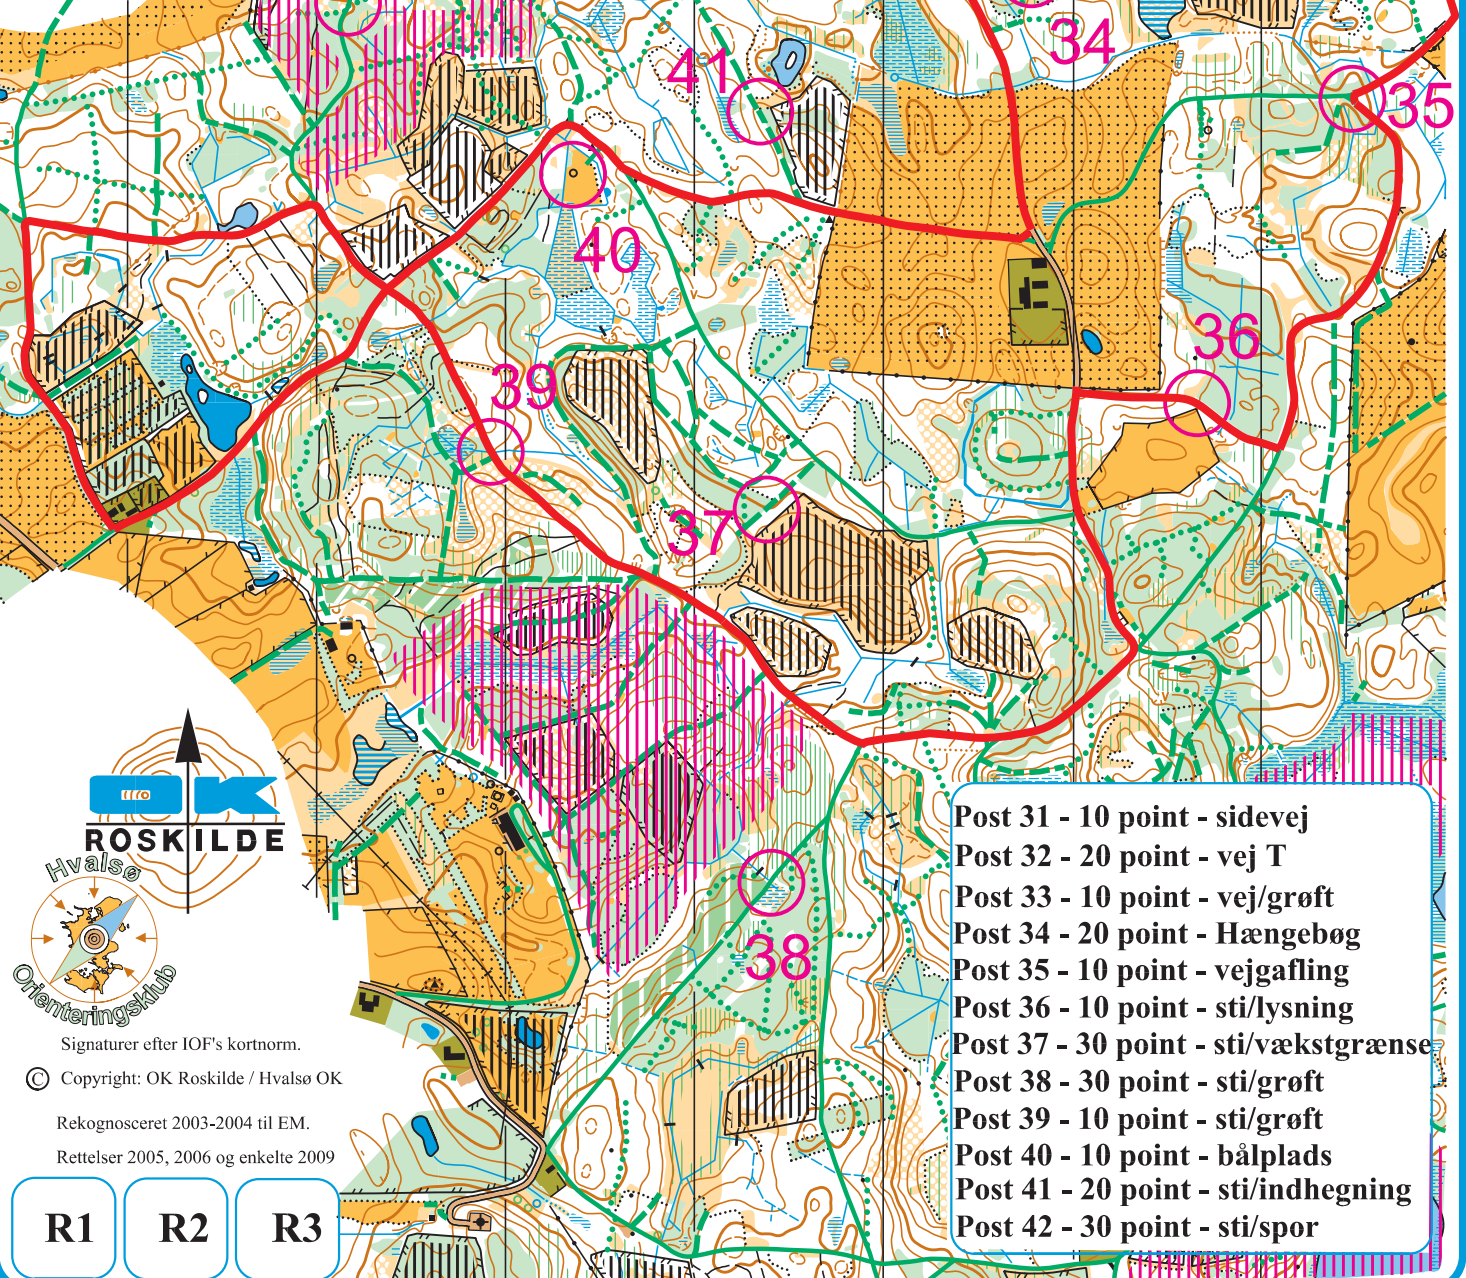 34
41
35
40
36
39
37
38
OK
ROSKILDE
Hvalsø
Orienteringsklub
Signaturer efter IOF's kortnorm.
© Copyright: OK Roskilde / Hvalsø OK
Rekognosceret 2003-2004 til EM.
Rettelser 2005, 2006 og enkelte 2009
R1 R2 R3
Post 31 - 10 point - sidevej
Post 32 - 20 point - vej T
Post 33 - 10 point - vej/grøft
Post 34 - 20 point - Hængebøg
Post 35 - 10 point - vejgafling
Post 36 - 10 point - sti/lysning
Post 37 - 30 point - sti/vækstgrænse
Post 38 - 30 point - sti/grøft
Post 39 - 10 point - sti/grøft
Post 40 - 10 point - bålplads
Post 41 - 20 point - sti/indhegning
Post 42 - 30 point - sti/spor